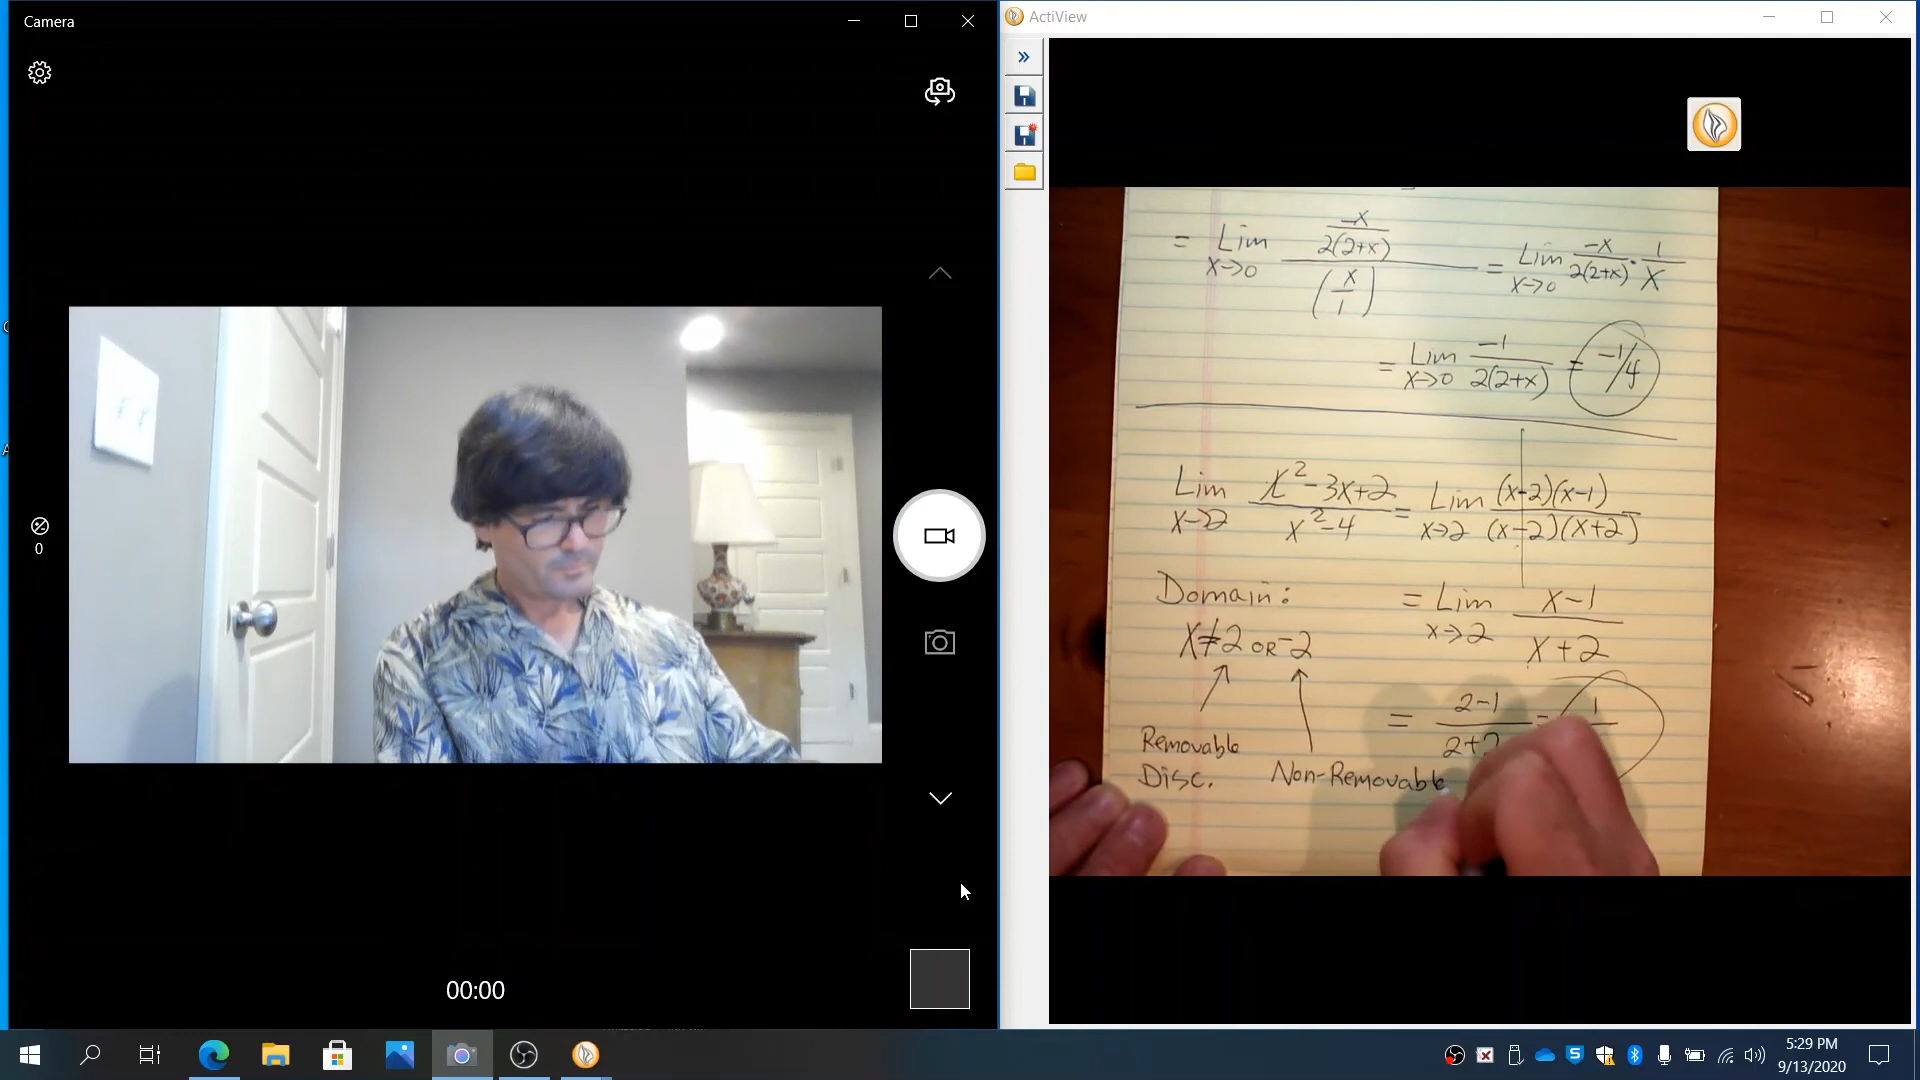 Camera
ActiView
0
= Lim x→0 (-x / 2(2+x)) / (x/1) = Lim x→0 -x / 2(2+x) · 1/x
= Lim x→0 -1 / 2(2+x) = -1/4
Lim x→2 x²-3x+2 / x²-4 = Lim x→2 (x-2)(x-1) / (x-2)(x+2)
Domain: = Lim x→2 x-1 / x+2
x≠2 OR -2
= 2-1 / 2+2 = 1
Removable
Disc. Non-Removable
00:00
5:29 PM
9/13/2020